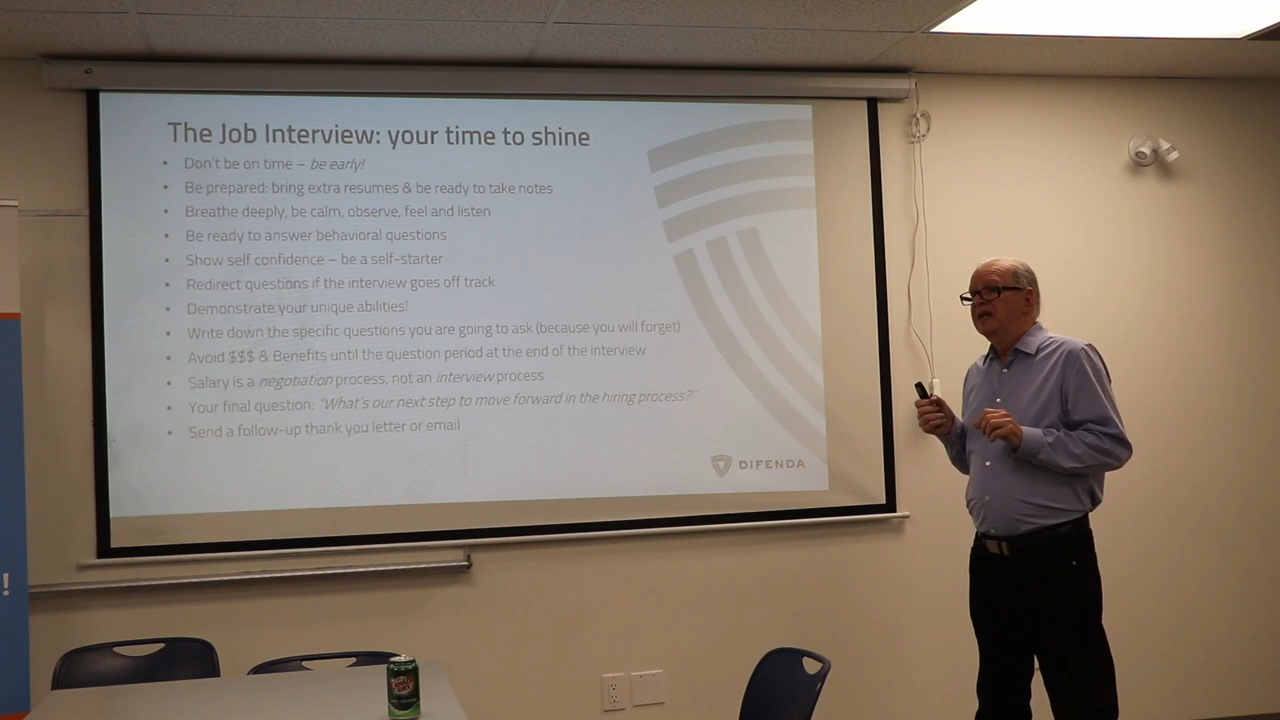 The Job Interview: your time to shine
• Don't be on time – be early!
• Be prepared: bring extra resumes & be ready to take notes
• Breathe deeply, be calm, observe, feel and listen
• Be ready to answer behavioral questions
• Show self confidence – be a self-starter
• Redirect questions if the interview goes off track
• Demonstrate your unique abilities!
• Write down the specific questions you are going to ask (because you will forget)
• Avoid $$$ & Benefits until the question period at the end of the interview
• Salary is a negotiation process, not an interview process
• Your final question: "What's our next step to move forward in the hiring process?"
• Send a follow-up thank you letter or email
DIFENDA
!
CANADA
DRY